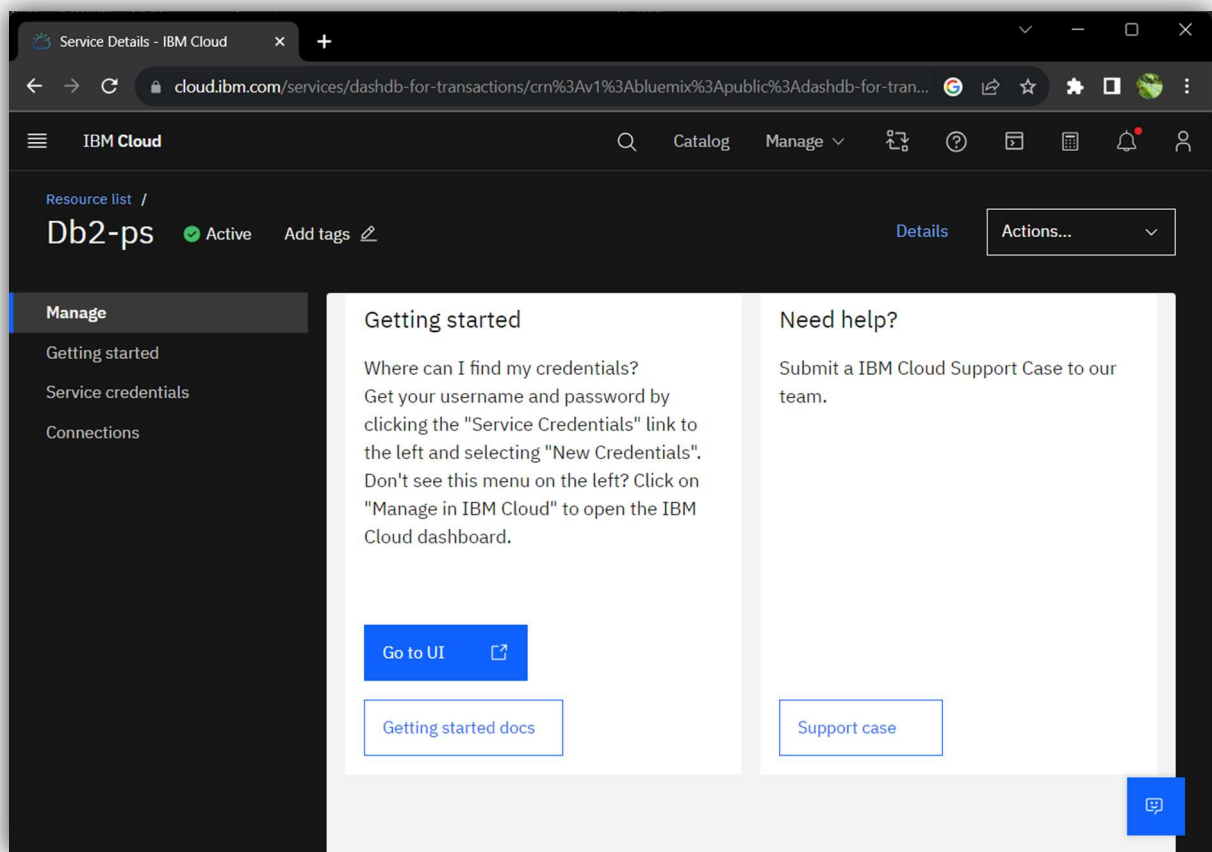 Service Details - IBM Cloud
cloud.ibm.com/services/dashdb-for-transactions/crn%3Av1%3Abluemix%3Apublic%3Adashdb-for-tran...
IBM Cloud
Catalog
Manage
Resource list /
Db2-ps
Active
Add tags
Details
Actions...
Manage
Getting started
Service credentials
Connections
Getting started
Where can I find my credentials?
Get your username and password by
clicking the "Service Credentials" link to
the left and selecting "New Credentials".
Don't see this menu on the left? Click on
"Manage in IBM Cloud" to open the IBM
Cloud dashboard.
Go to UI
Getting started docs
Need help?
Submit a IBM Cloud Support Case to our
team.
Support case